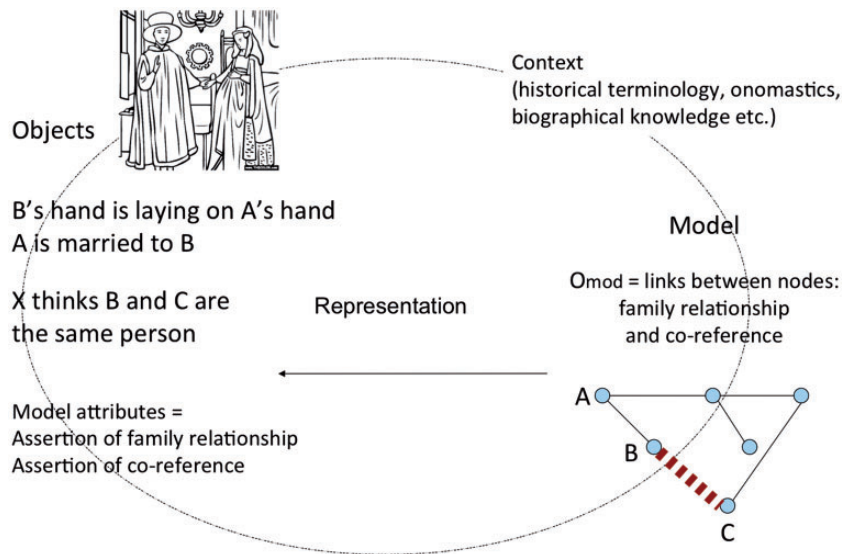 Context
(historical terminology, onomastics,
biographical knowledge etc.)
Objects
B's hand is laying on A's hand
A is married to B
X thinks B and C are
the same person
Model attributes =
Assertion of family relationship
Assertion of co-reference
Representation
Model
Omod = links between nodes:
family relationship
and co-reference
A
B
C